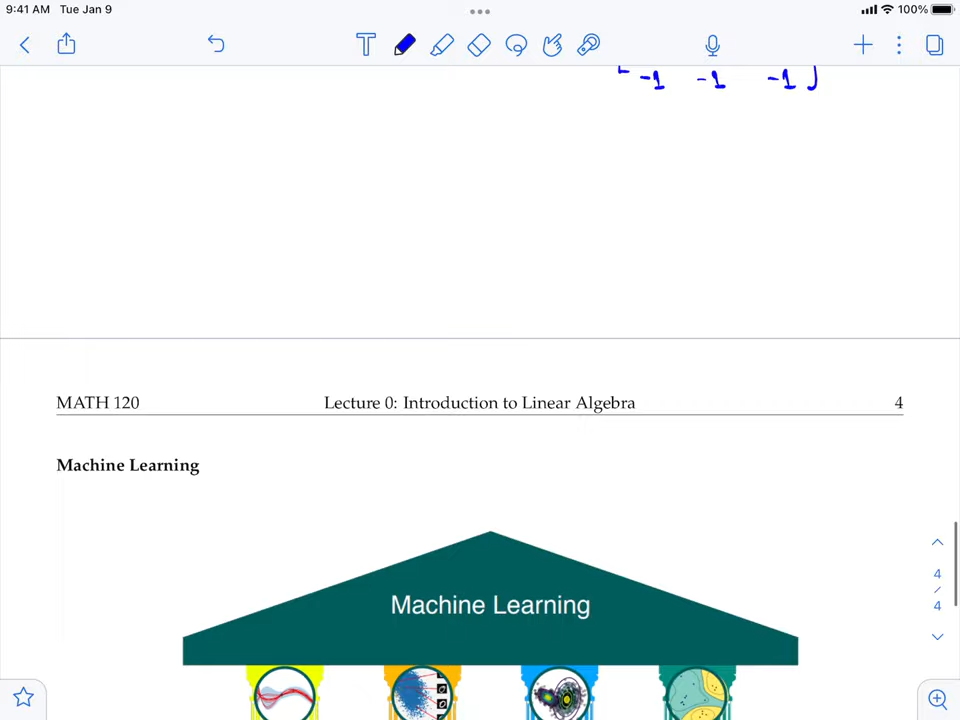 9:41 AM Tue Jan 9 100%
-1 -1 -1
MATH 120 Lecture 0: Introduction to Linear Algebra 4
Machine Learning
Machine Learning
4
/
4